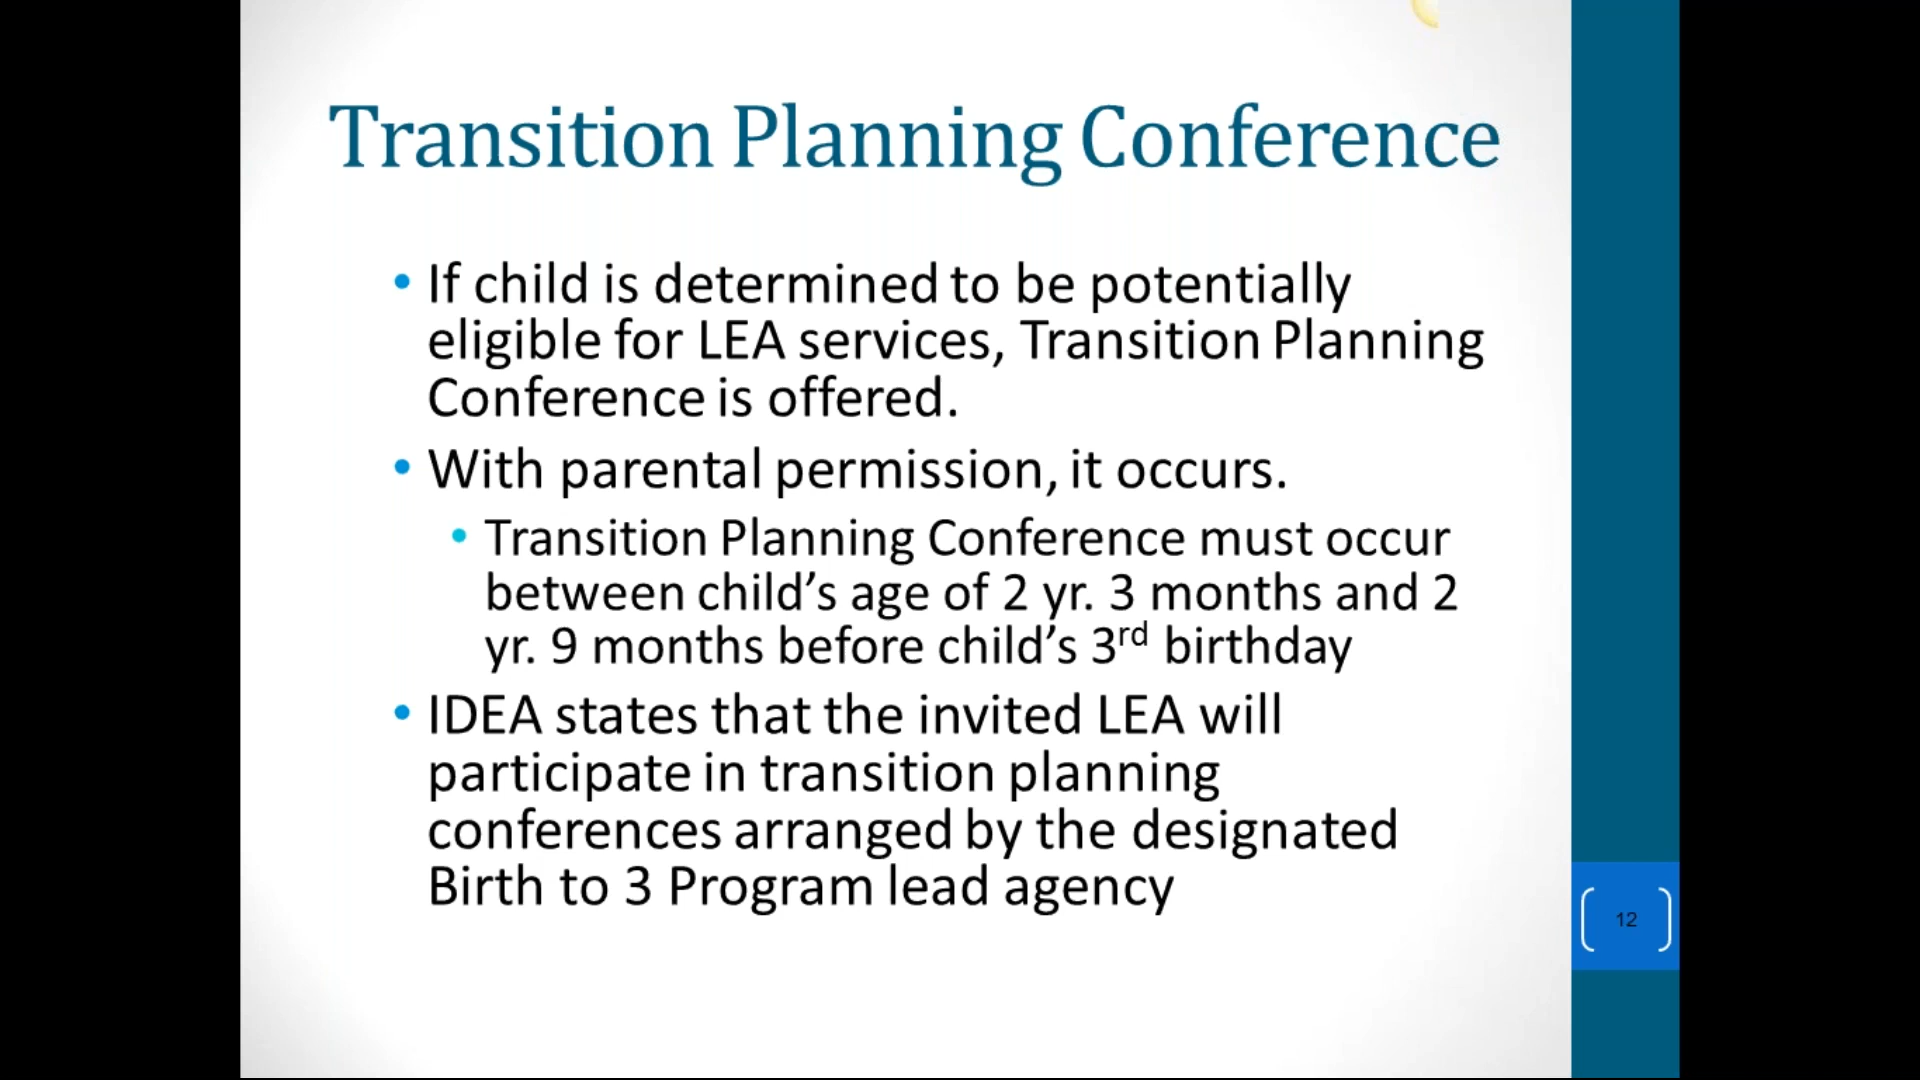 Transition Planning Conference
• If child is determined to be potentially
eligible for LEA services, Transition Planning
Conference is offered.
• With parental permission, it occurs.
• Transition Planning Conference must occur
between child’s age of 2 yr. 3 months and 2
yr. 9 months before child’s 3rd birthday
• IDEA states that the invited LEA will
participate in transition planning
conferences arranged by the designated
Birth to 3 Program lead agency
12